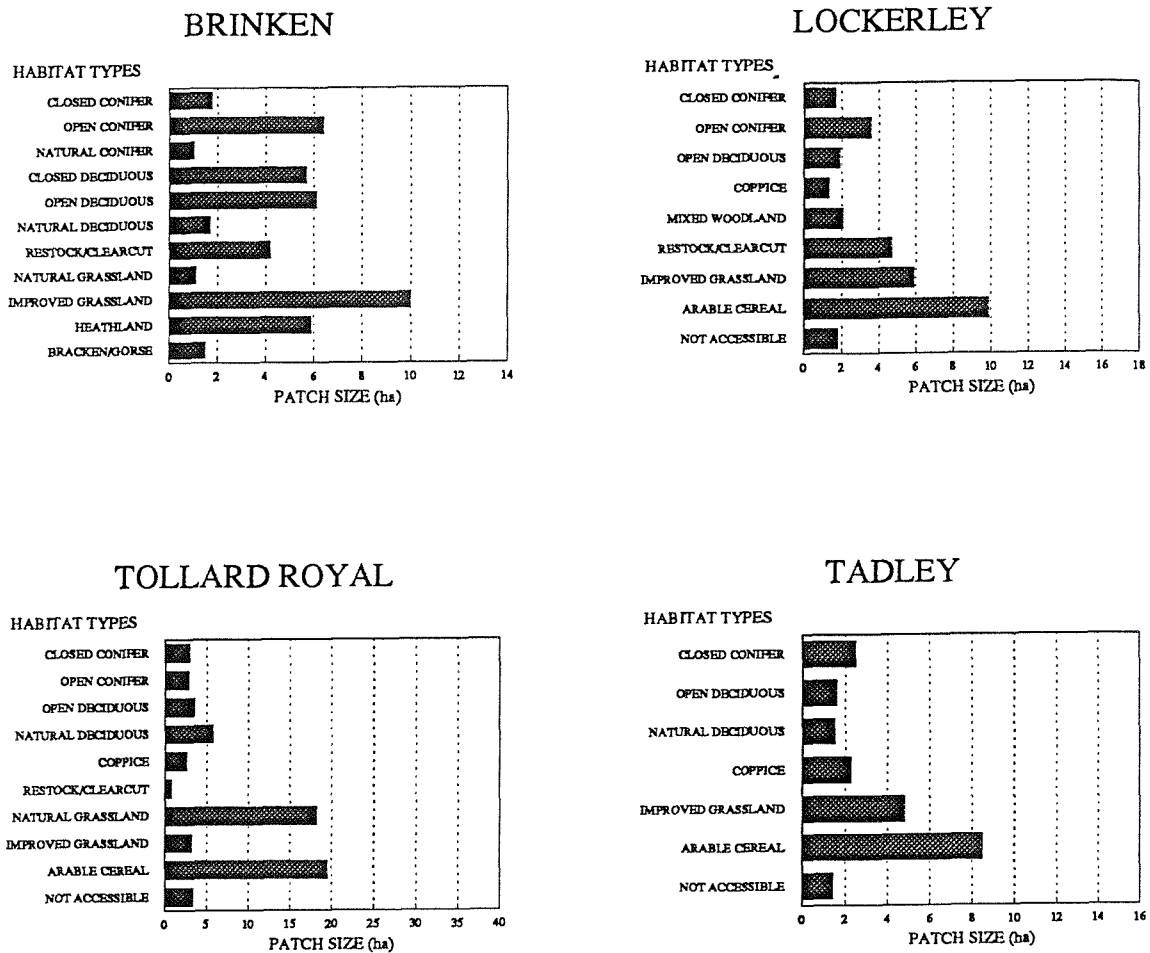 BRINKEN
HABITAT TYPES
CLOSED CONIFER
OPEN CONIFER
NATURAL CONIFER
CLOSED DECIDUOUS
OPEN DECIDUOUS
NATURAL DECIDUOUS
RESTOCK/CLEARCUT
NATURAL GRASSLAND
IMPROVED GRASSLAND
HEATHLAND
BRACKEN/GORSE
0 2 4 6 8 10 12 14
PATCH SIZE (ha)
LOCKERLEY
HABITAT TYPES
CLOSED CONIFER
OPEN CONIFER
OPEN DECIDUOUS
COPPICE
MIXED WOODLAND
RESTOCK/CLEARCUT
IMPROVED GRASSLAND
ARABLE CEREAL
NOT ACCESSIBLE
0 2 4 6 8 10 12 14 16 18
PATCH SIZE (ha)
TOLLARD ROYAL
HABITAT TYPES
CLOSED CONIFER
OPEN CONIFER
OPEN DECIDUOUS
NATURAL DECIDUOUS
COPPICE
RESTOCK/CLEARCUT
NATURAL GRASSLAND
IMPROVED GRASSLAND
ARABLE CEREAL
NOT ACCESSIBLE
0 5 10 15 20 25 30 35 40
PATCH SIZE (ha)
TADLEY
HABITAT TYPES
CLOSED CONIFER
OPEN DECIDUOUS
NATURAL DECIDUOUS
COPPICE
IMPROVED GRASSLAND
ARABLE CEREAL
NOT ACCESSIBLE
0 2 4 6 8 10 12 14 16
PATCH SIZE (ha)